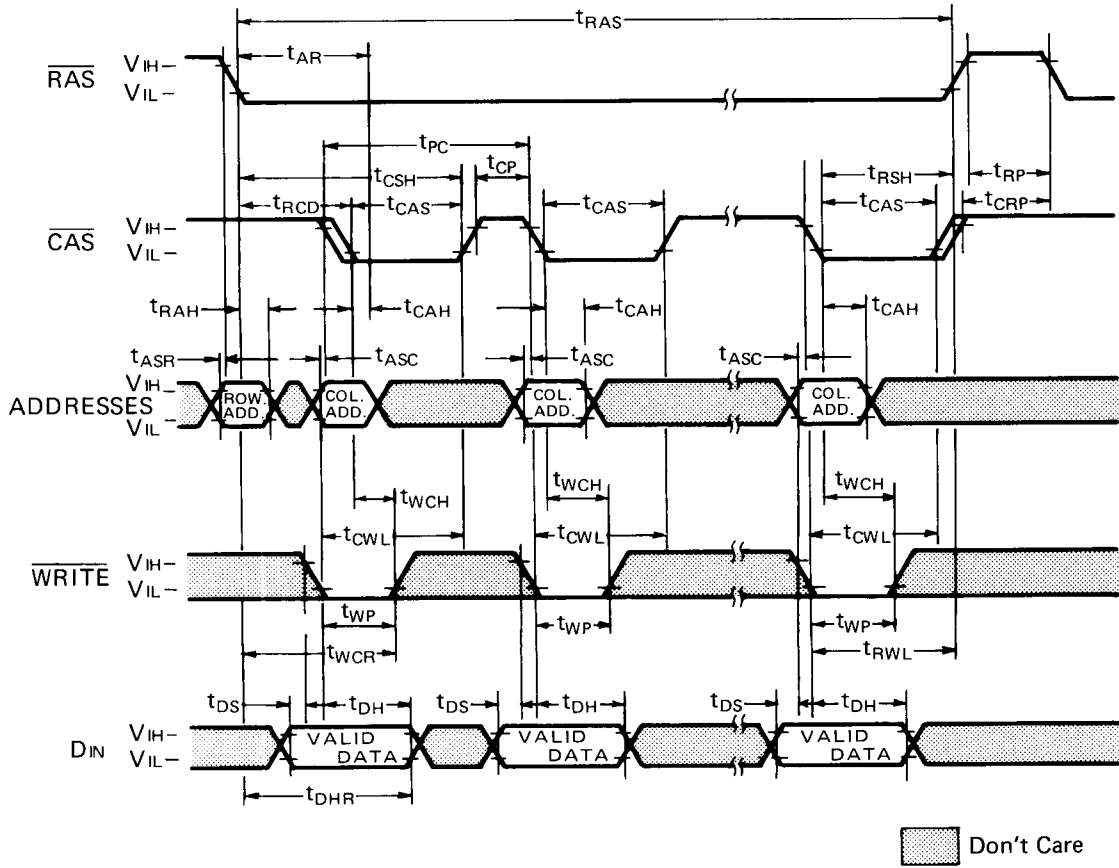 tRAS
tAR
RAS VIH
VIL
tPC
tCP
tCSH tRSH tRP
tRCD tCAS tCAS tCAS tCRP
CAS VIH
VIL
tRAH tCAH tCAH tCAH
tASR tASC tASC tASC
ADDRESSES VIH
VIL
ROW. ADD.
COL. ADD.
COL. ADD.
COL. ADD.
tWCH tWCH tWCH
tCWL tCWL tCWL
WRITE VIH
VIL
tWP tWP tWP
tWCR tRWL
tDS tDH tDS tDH tDS tDH
DIN VIH
VIL
VALID DATA
VALID DATA
VALID DATA
tDHR
Don't Care